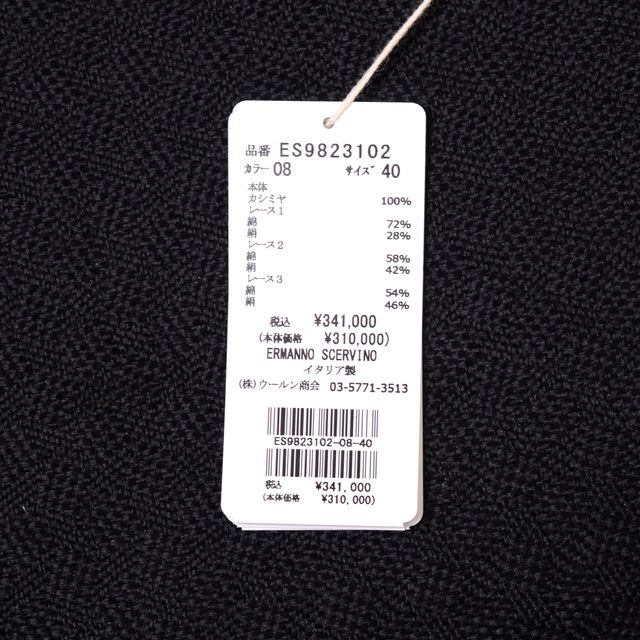 品番 ES9823102
カラー 08 サイズ 40
本体
カシミヤ 100%
レース1
綿 72%
絹 28%
レース2
綿 58%
絹 42%
レース3
綿 54%
絹 46%
税込 ¥341,000
(本体価格 ¥310,000)
ERMANNO SCERVINO
イタリア製
(株)ウールン商会 03-5771-3513
ES9823102-08-40
税込 ¥341,000
(本体価格 ¥310,000)